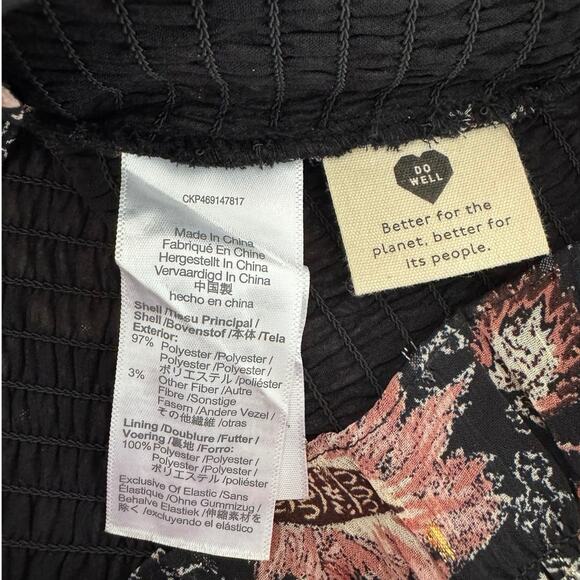 CKP469147817
Made In China
Fabriqué En Chine
Hergestellt In China
Vervaardigd In China
中国製
hecho en china
Shell /Tissu Principal /
Shell /Bovenstof /本体 /Tela
Exterior:
97% Polyester /Polyester /
Polyester /Polyester /
ポリエステル /poliéster
3% Other Fiber /Autre
Fibre /Sonstige
Fasern /Andere Vezel /
その他繊維 /otras
Lining /Doublure /Futter /
Voering /裏地 /Forro:
100% Polyester /Polyester /
Polyester /Polyester /
ポリエステル /poliéster
Exclusive Of Elastic /Sans
Élastique /Ohne Gummizug /
Behalve Elastiek /伸縮素材を
除く /excluyendo el elástico
DO
WELL
Better for the
planet, better for
its people.